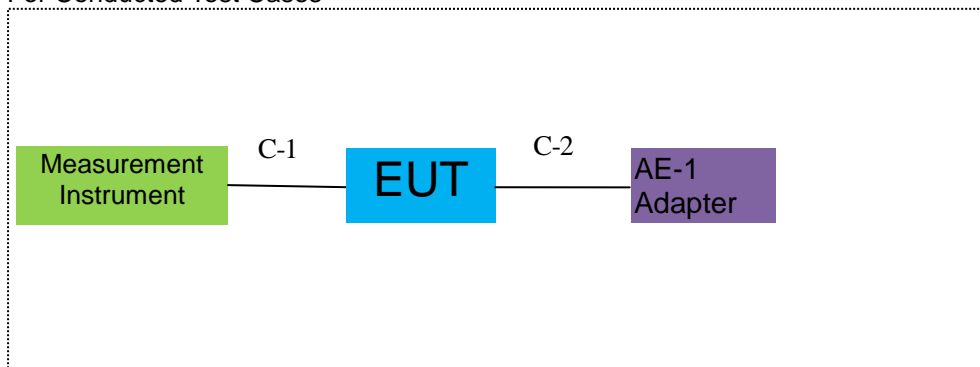 For Conducted Test Cases
Measurement
Instrument
C-1
EUT
C-2
AE-1
Adapter